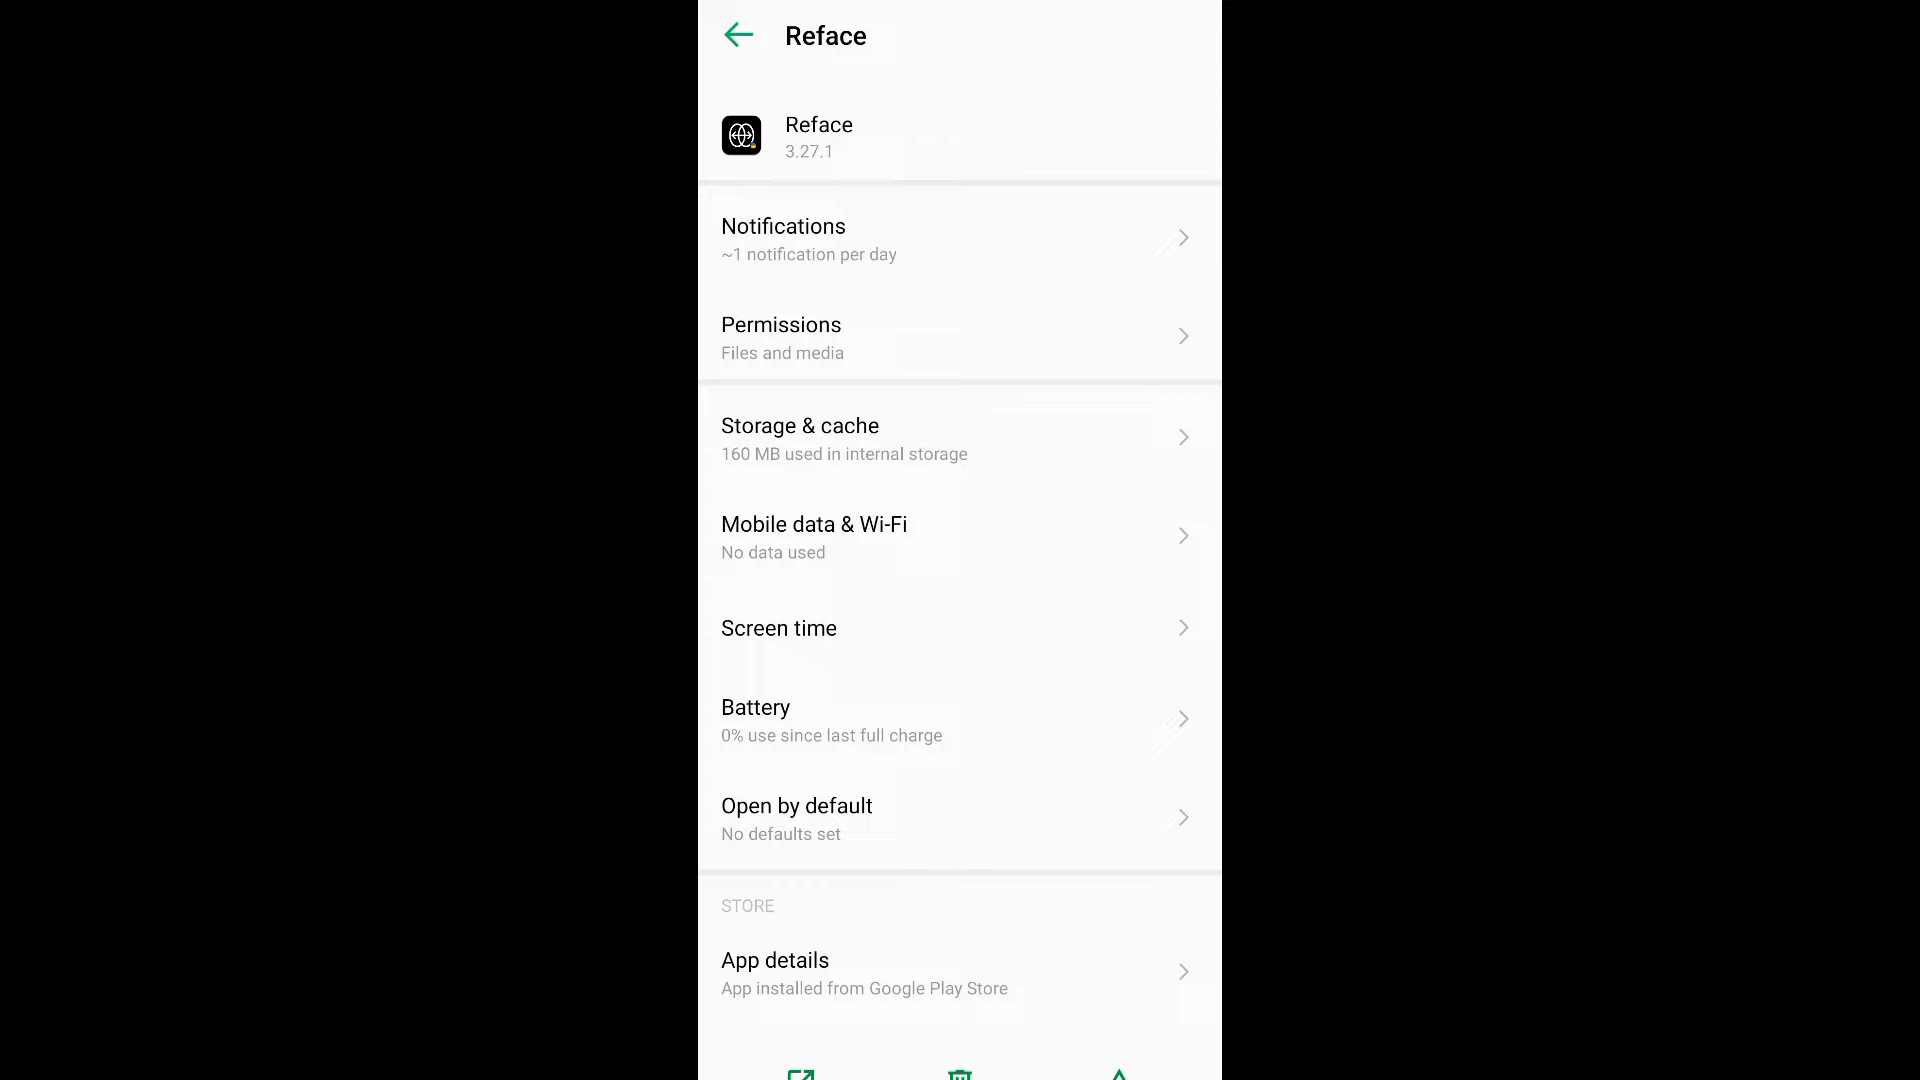 Reface
Reface
3.27.1
Notifications
~1 notification per day
Permissions
Files and media
Storage & cache
160 MB used in internal storage
Mobile data & Wi-Fi
No data used
Screen time
Battery
0% use since last full charge
Open by default
No defaults set
STORE
App details
App installed from Google Play Store